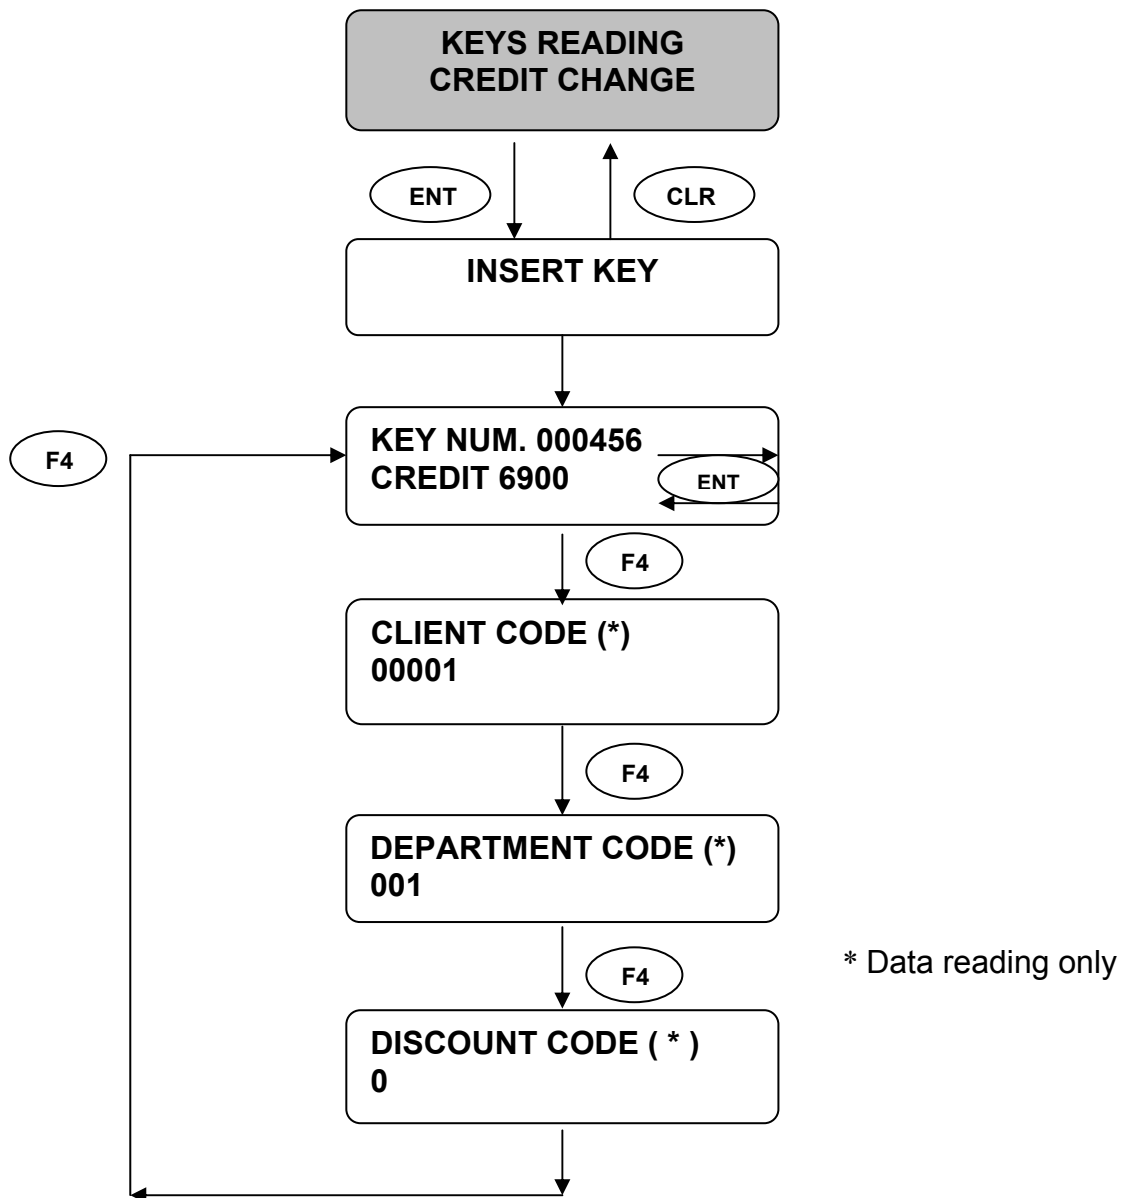 KEYS READING
CREDIT CHANGE
ENT
CLR
INSERT KEY
F4
KEY NUM. 000456
CREDIT 6900
ENT
F4
CLIENT CODE (*)
00001
F4
DEPARTMENT CODE (*)
001
* Data reading only
F4
DISCOUNT CODE ( * )
0